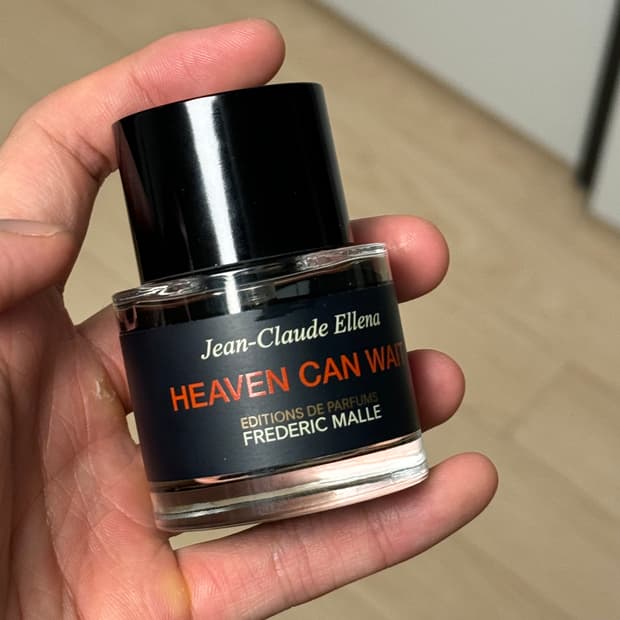 Jean-Claude Ellena
HEAVEN CAN WAIT
EDITIONS DE PARFUMS
FREDERIC MALLE